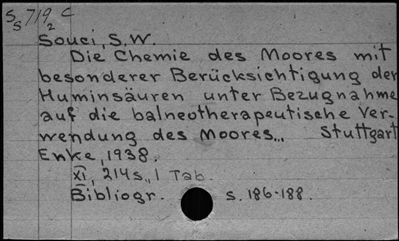 S 719 C
S 2
Souci, S.W.
Die Chemie des Moores mit
besonderer Berücksichtigung der
Huminsäuren unter Bezugnahme
auf die balneotherapeutische Ver-
wendung des Moores... Stuttgart
Enke, 1938.
XI, 214 s., 1 Tab.
Bibliogr. s. 186-188.